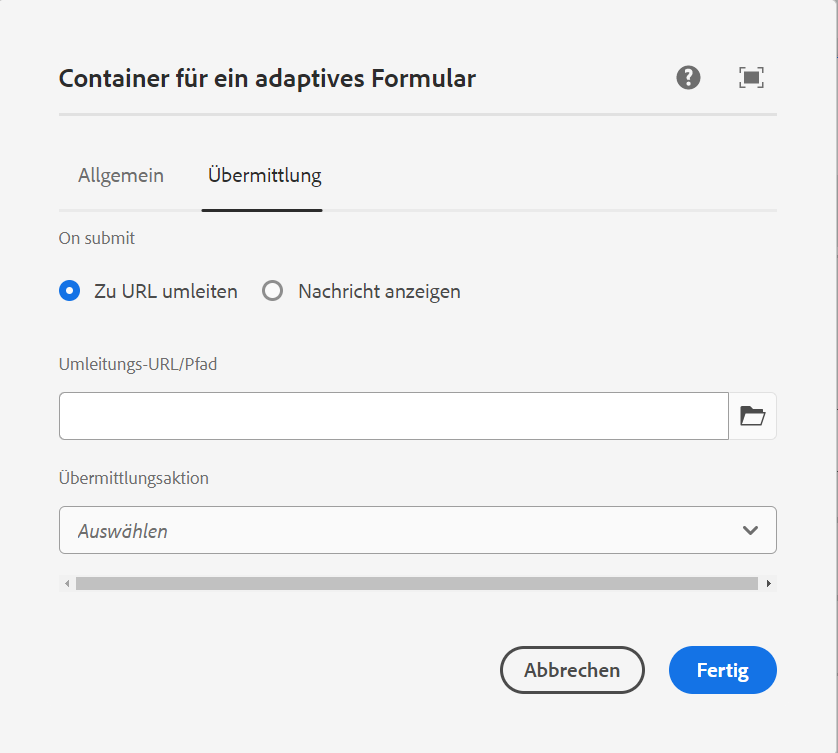 Container für ein adaptives Formular
Allgemein Übermittlung
On submit
Zu URL umleiten Nachricht anzeigen
Umleitungs-URL/Pfad
Übermittlungsaktion
Auswählen
Abbrechen Fertig